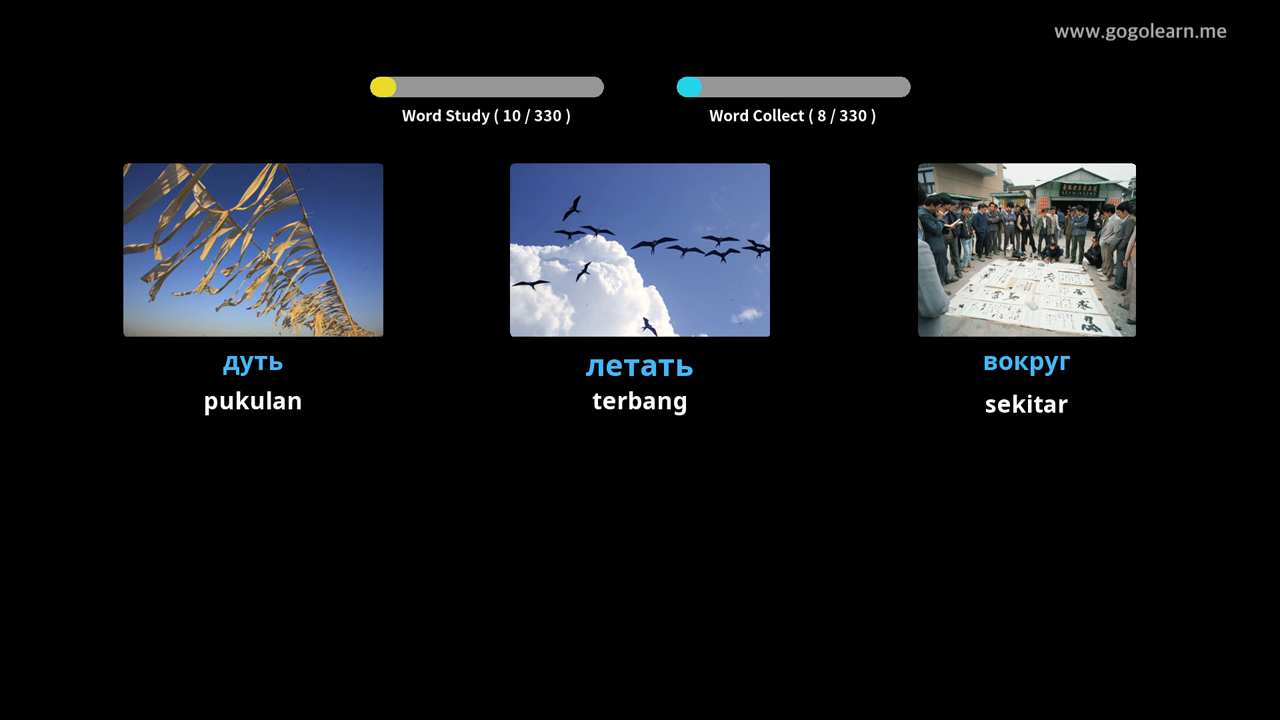 www.gogolearn.me
Word Study ( 10 / 330 )
Word Collect ( 8 / 330 )
дуть
летать
вокруг
pukulan
terbang
sekitar